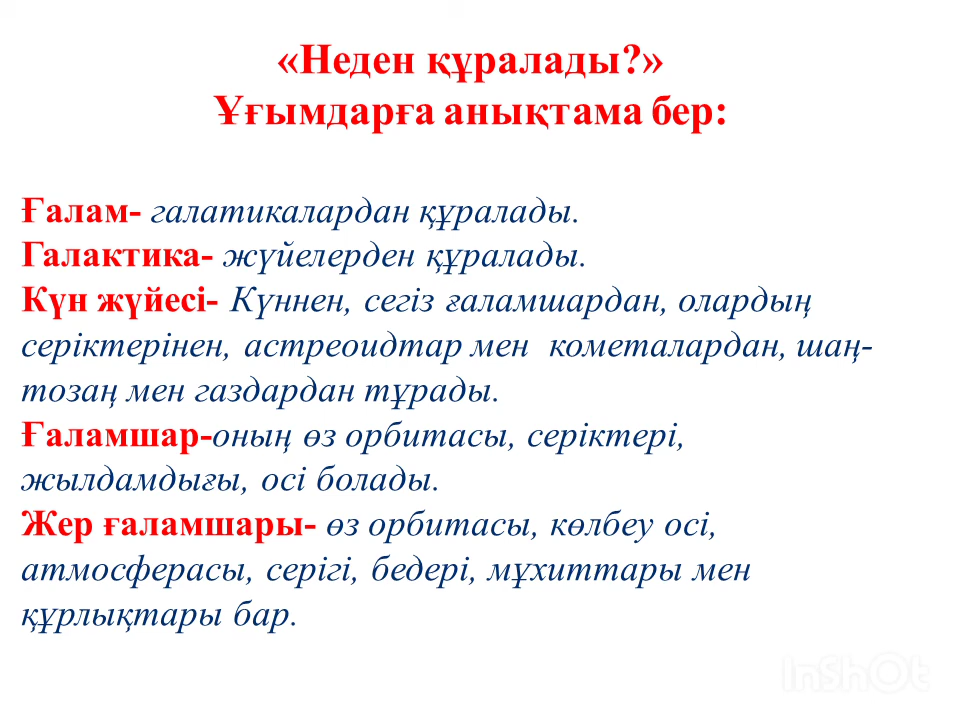 «Неден құралады?»
Ұғымдарға анықтама бер:
Ғалам- галатикалардан құралады.
Галактика- жүйелерден құралады.
Күн жүйесі- Күннен, сегіз ғаламшардан, олардың
серіктерінен, астреоидтар мен кометалардан, шаң-
тозаң мен газдардан тұрады.
Ғаламшар-оның өз орбитасы, серіктері,
жылдамдығы, осі болады.
Жер ғаламшары- өз орбитасы, көлбеу осі,
атмосферасы, серігі, бедері, мұхиттары мен
құрлықтары бар.
InShOt